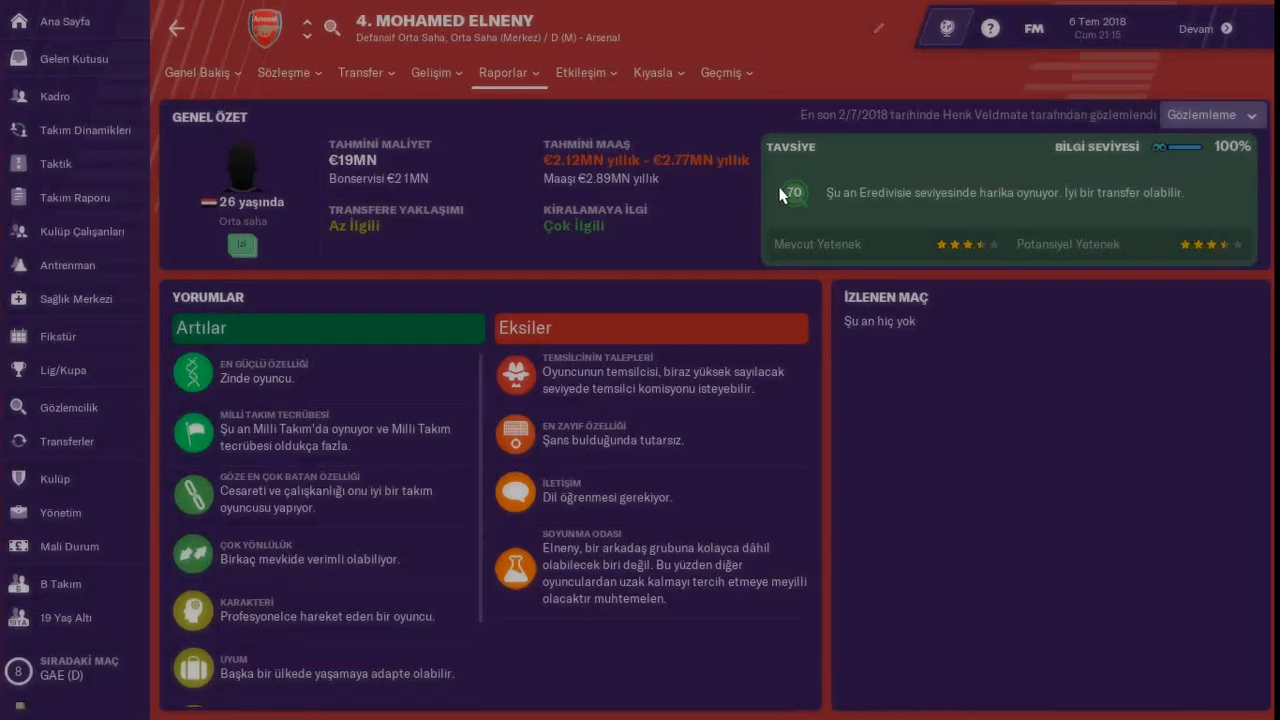 Ana Sayfa
Gelen Kutusu
Kadro
Takım Dinamikleri
Taktik
Takım Raporu
Kulüp Çalışanları
Antrenman
Sağlık Merkezi
Fikstür
Lig/Kupa
Gözlemcilik
Transferler
Kulüp
Yönetim
Mali Durum
B Takım
19 Yaş Altı
8
SIRADAKİ MAÇ
GAE (D)
Arsenal
4. MOHAMED ELNENY
Defansif Orta Saha, Orta Saha (Merkez) / D (M) - Arsenal
FM
6 Tem 2018
Cum 21:15
Devam
Genel Bakış
Sözleşme
Transfer
Gelişim
Raporlar
Etkileşim
Kıyasla
Geçmiş
GENEL ÖZET
En son 2/7/2018 tarihinde Henk Veldmate tarafından gözlemlendi
Gözlemleme
26 yaşında
Orta saha
TAHMİNİ MALİYET
€19MN
Bonservisi €21MN
TRANSFERE YAKLAŞIMI
Az İlgili
TAHMİNİ MAAŞ
€2.12MN yıllık - €2.77MN yıllık
Maaşı €2.89MN yıllık
KİRALAMAYA İLGİ
Çok İlgili
TAVSİYE
BİLGİ SEVİYESİ
100%
70
Şu an Eredivisie seviyesinde harika oynuyor. İyi bir transfer olabilir.
Mevcut Yetenek
Potansiyel Yetenek
YORUMLAR
Artılar
EN GÜÇLÜ ÖZELLİĞİ
Zinde oyuncu.
MİLLİ TAKIM TECRÜBESİ
Şu an Milli Takım'da oynuyor ve Milli Takım
tecrübesi oldukça fazla.
GÖZE EN ÇOK BATAN ÖZELLİĞİ
Cesareti ve çalışkanlığı onu iyi bir takım
oyuncusu yapıyor.
ÇOK YÖNLÜLÜK
Birkaç mevkide verimli olabiliyor.
KARAKTERİ
Profesyonelce hareket eden bir oyuncu.
UYUM
Başka bir ülkede yaşamaya adapte olabilir.
Eksiler
TEMSİLCİNİN TALEPLERİ
Oyuncunun temsilcisi, biraz yüksek sayılacak
seviyede temsilci komisyonu isteyebilir.
EN ZAYIF ÖZELLİĞİ
Şans bulduğunda tutarsız.
İLETİŞİM
Dil öğrenmesi gerekiyor.
SOYUNMA ODASI
Elneny, bir arkadaş grubuna kolayca dâhil
olabilecek biri değil. Bu yüzden diğer
oyunculardan uzak kalmayı tercih etmeye meyilli
olacaktır muhtemelen.
İZLENEN MAÇ
Şu an hiç yok